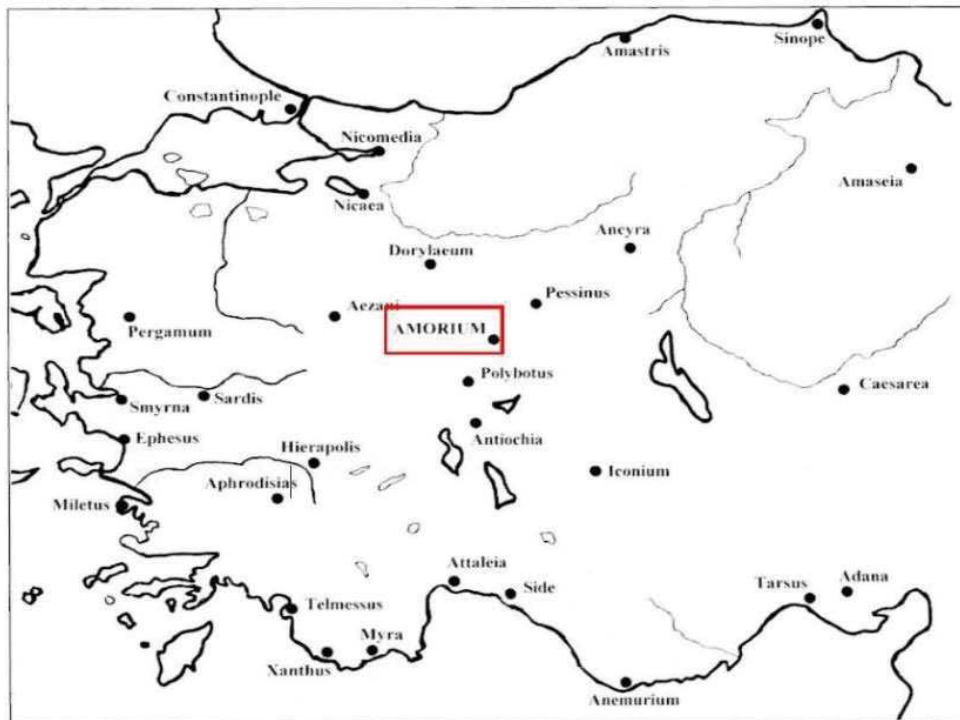 Sinope
Amastris
Constantinople
Nicomedia
Amaseia
Nicaea
Ancyra
Dorylaeum
Pessinus
Aezani
AMORIUM
Pergamum
Polybotus
Caesarea
Sardis
Smyrna
Antiochia
Ephesus
Hierapolis
Iconium
Aphrodisias
Miletus
Attaleia
Side
Tarsus
Adana
Telmessus
Myra
Xanthus
Anemurium